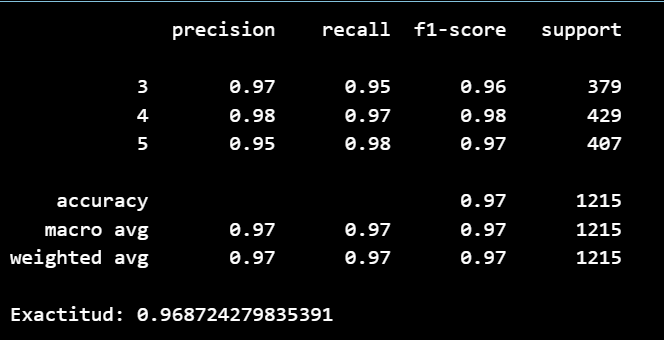 precision recall f1-score support
3 0.97 0.95 0.96 379
4 0.98 0.97 0.98 429
5 0.95 0.98 0.97 407
accuracy 0.97 1215
macro avg 0.97 0.97 0.97 1215
weighted avg 0.97 0.97 0.97 1215
Exactitud: 0.968724279835391